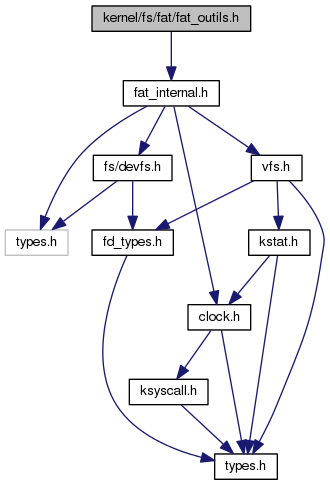 kernel/fs/fat/fat_outils.h
fat_internal.h
fs/devfs.h
vfs.h
types.h
fd_types.h
kstat.h
clock.h
ksyscall.h
types.h